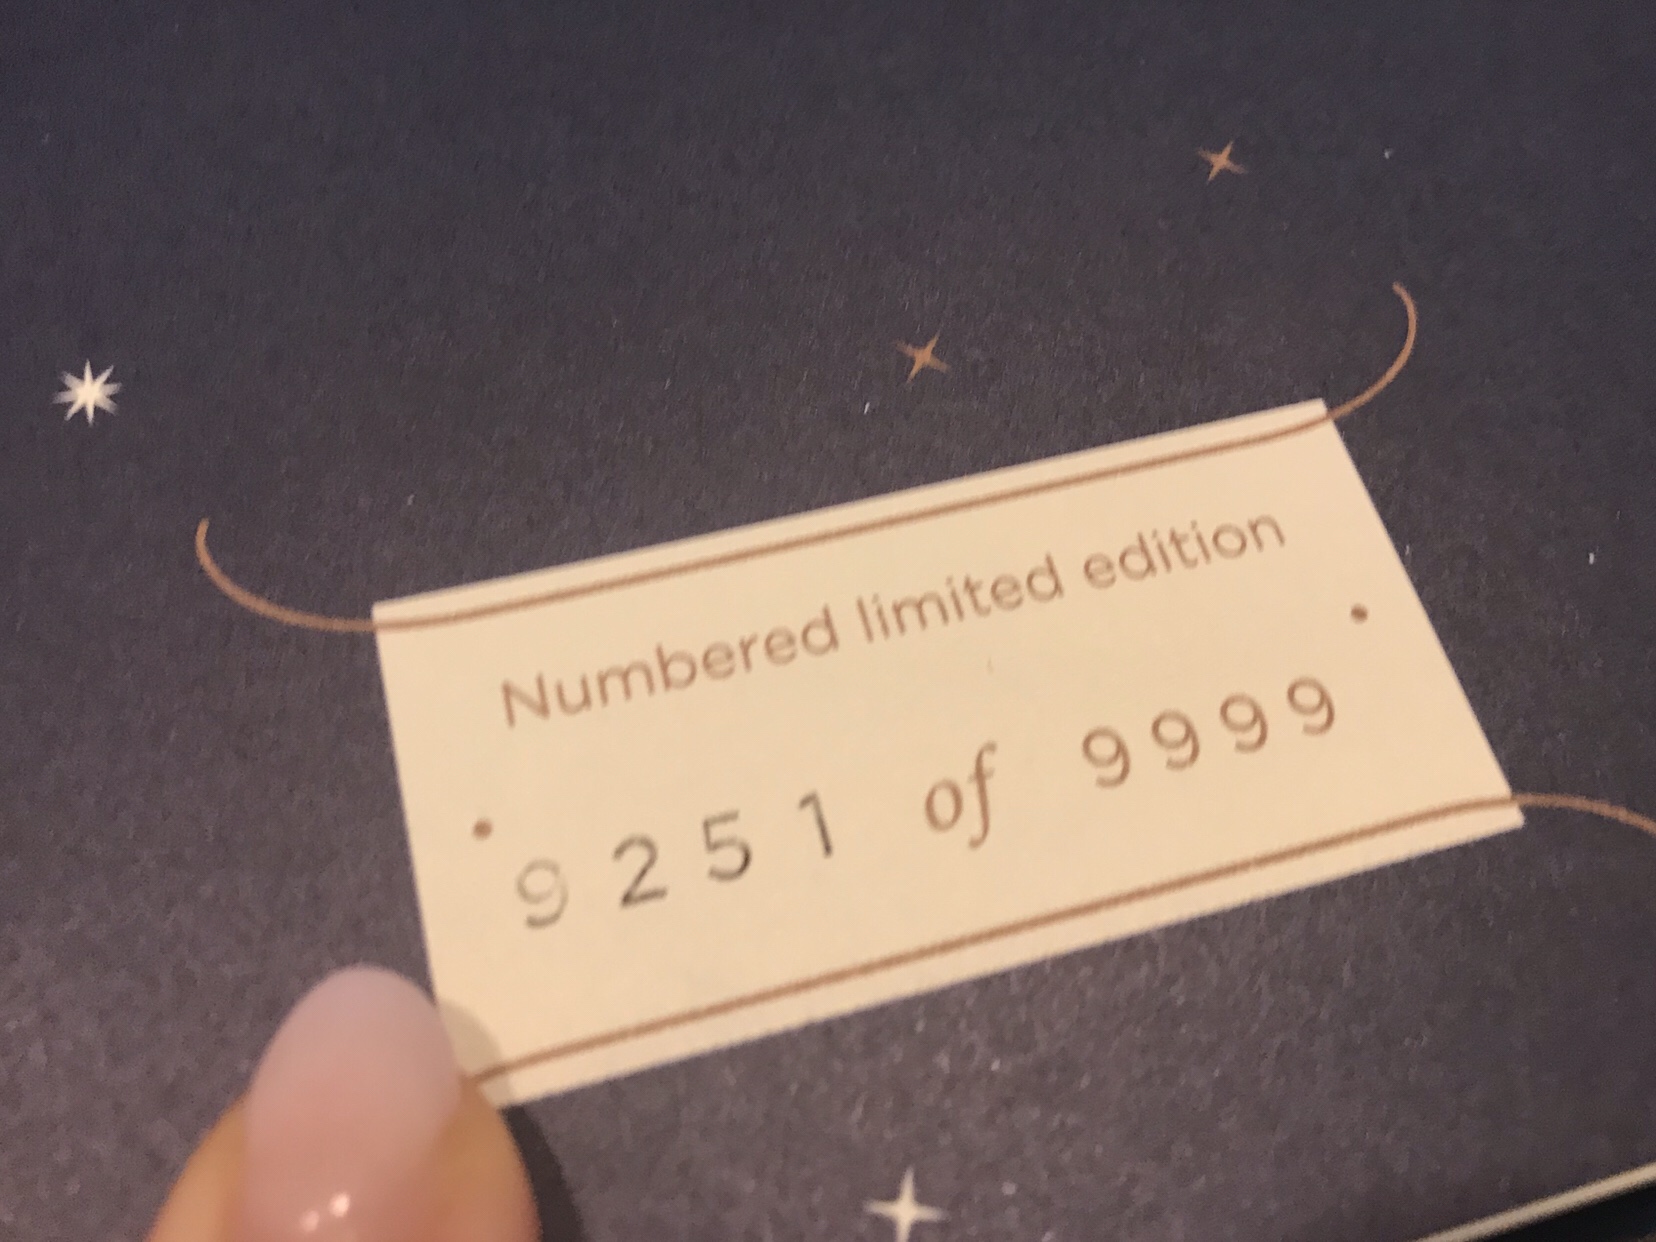 Numbered limited edition
• 9251 of 9999 •